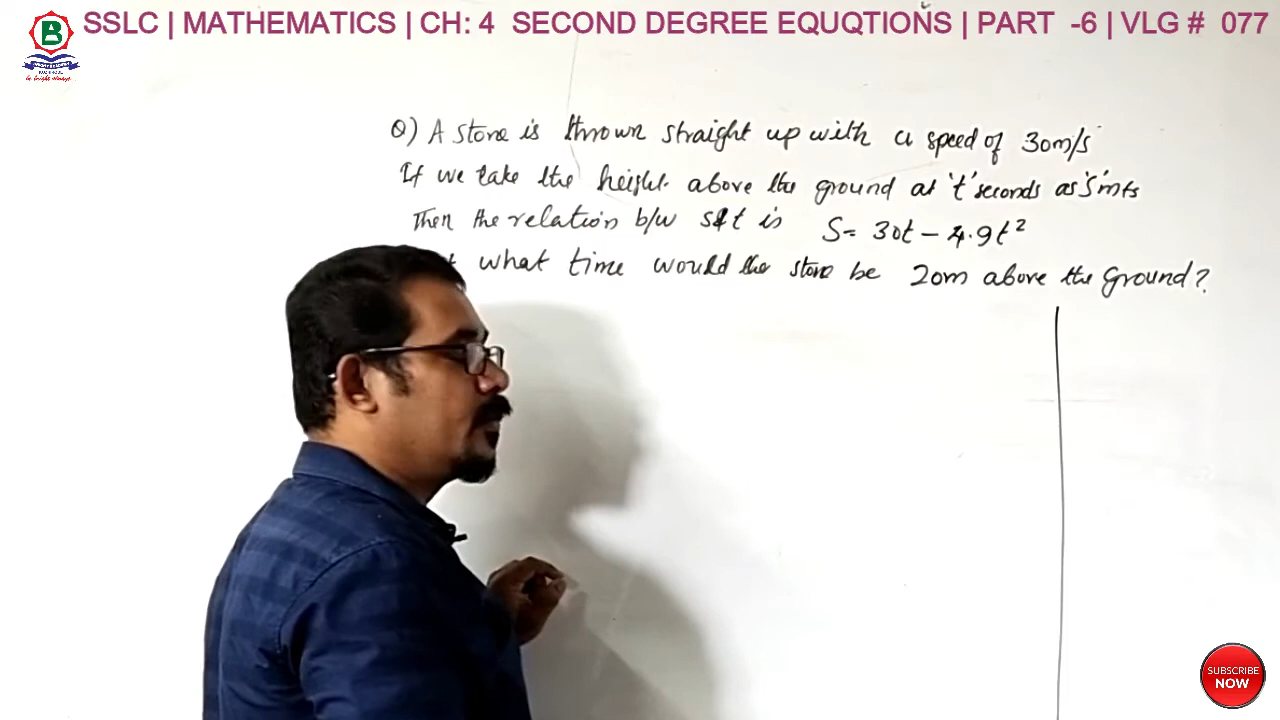 SSLC | MATHEMATICS | CH: 4 SECOND DEGREE EQUQTIONS | PART -6 | VLG # 077
B
Q) A stone is thrown straight up with a speed of 30m/s
If we take the height above the ground at 't' seconds as 'S' mts
Then the relation b/w s & t is S = 30t - 4.9t²
what time would the stone be 20m above the ground?
SUBSCRIBE
NOW